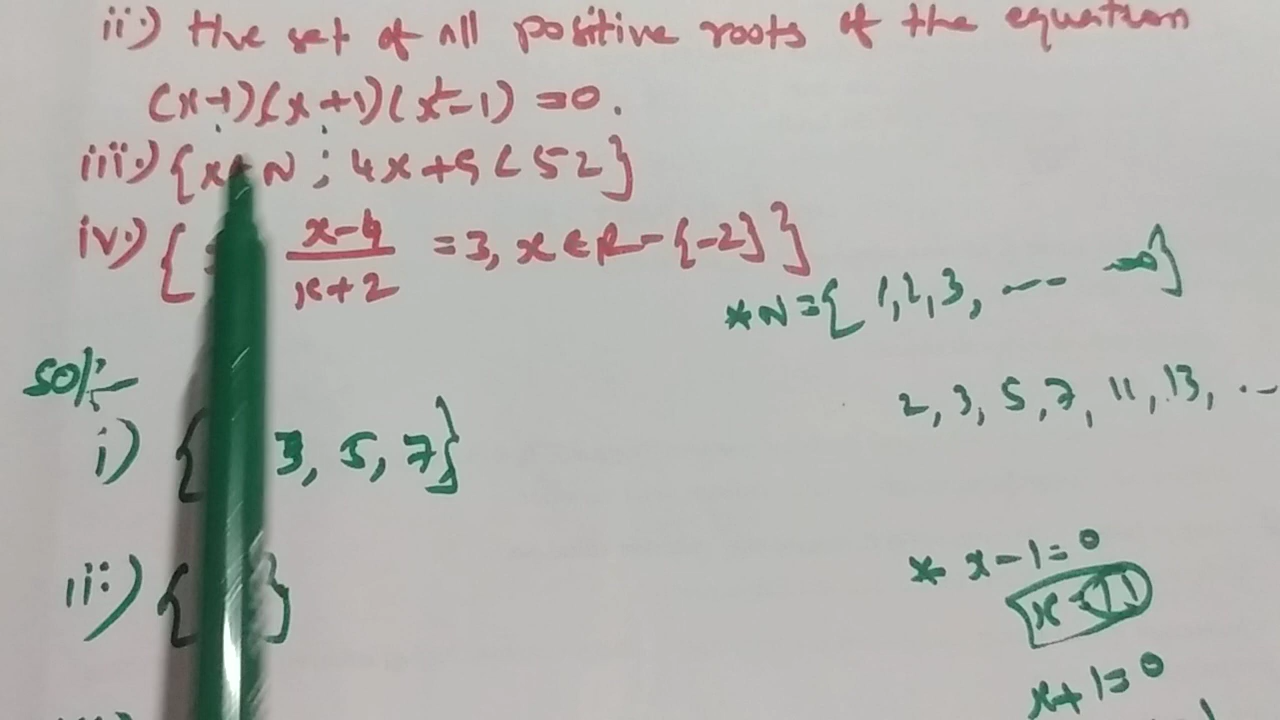 ii) the set of all positive roots of the equation
(x-1)(x+1)(x²-1) =0.
iii.) {x∈N ; 4x+9<52}
iv.) { : x-4/x+2 =3, x∈R-{-2}}
*N={1,2,3, ---- ∞}
Sol:-
2, 3, 5, 7, 11, 13, ..
i) { 3, 5, 7}
* x-1=0
ii:) { }
x=1
x+1=0